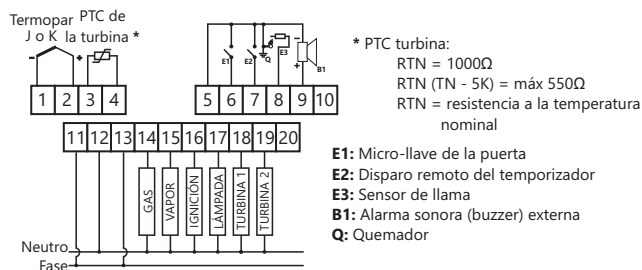 Termopar PTC de
J o K la turbina *
- + 
E1 E2 E3 Q - + B1
1 2 3 4
5 6 7 8 9 10
11 12 13 14 15 16 17 18 19 20
GAS
VAPOR
IGNICIÓN
LÁMPADA
TURBINA 1
TURBINA 2
Neutro
Fase
* PTC turbina:
RTN = 1000Ω
RTN (TN - 5K) = máx 550Ω
RTN = resistencia a la temperatura
nominal
E1: Micro-llave de la puerta
E2: Disparo remoto del temporizador
E3: Sensor de llama
B1: Alarma sonora (buzzer) externa
Q: Quemador